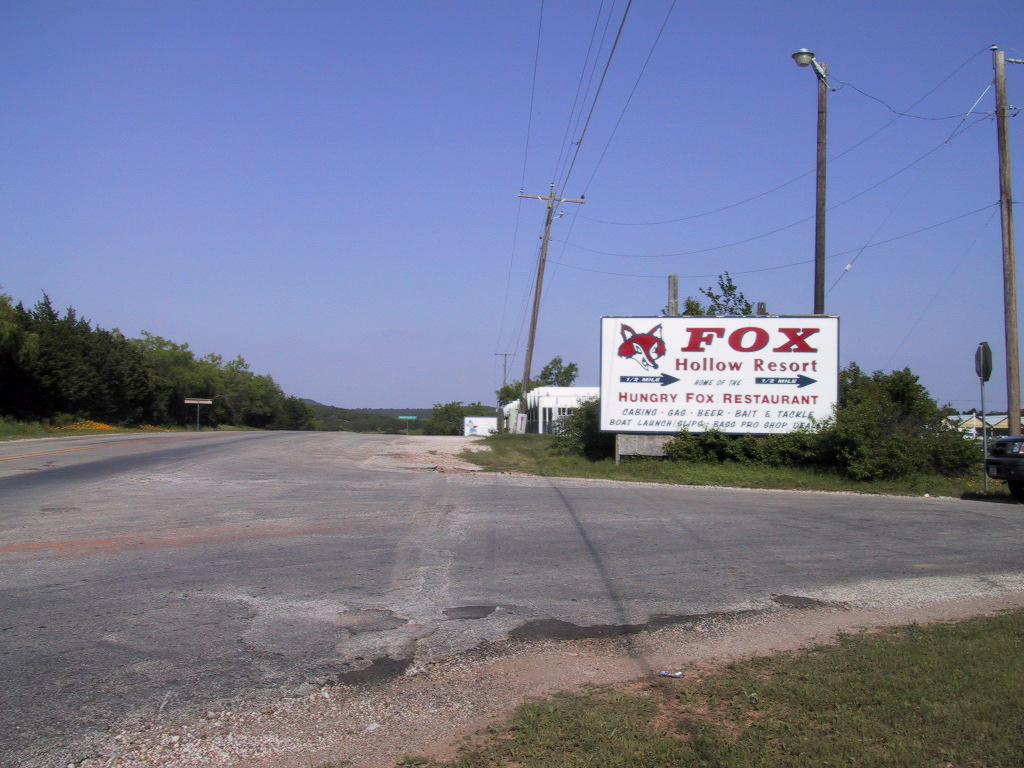 FOX
Hollow Resort
1/2 MILE HOME OF THE 1/2 MILE
HUNGRY FOX RESTAURANT
CABINS · GAS · BEER · BAIT & TACKLE
BOAT LAUNCH/SLIPS · BASS PRO SHOP